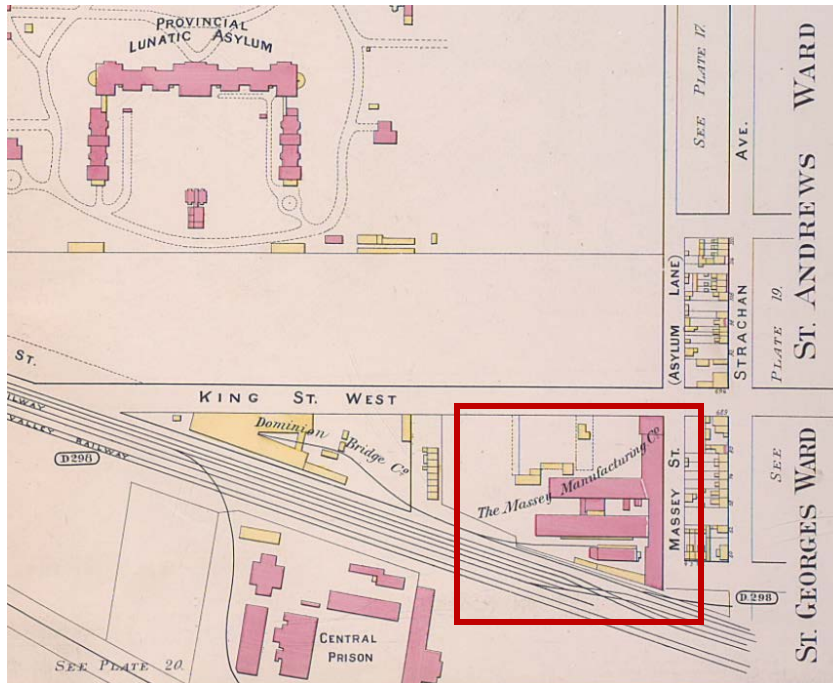 PROVINCIAL
LUNATIC ASYLUM
SEE PLATE 17.
AVE.
ST. ANDREWS WARD
(ASYLUM LANE)
STRACHAN
PLATE 19.
SEE
ST.
KING ST. WEST
ILWAY
VALLEY RAILWAY
D298
Dominion Bridge Co.
The Massey Manufacturing Co.
MASSEY ST.
D.298
ST. GEORGES WARD
CENTRAL
PRISON
SEE PLATE 20.